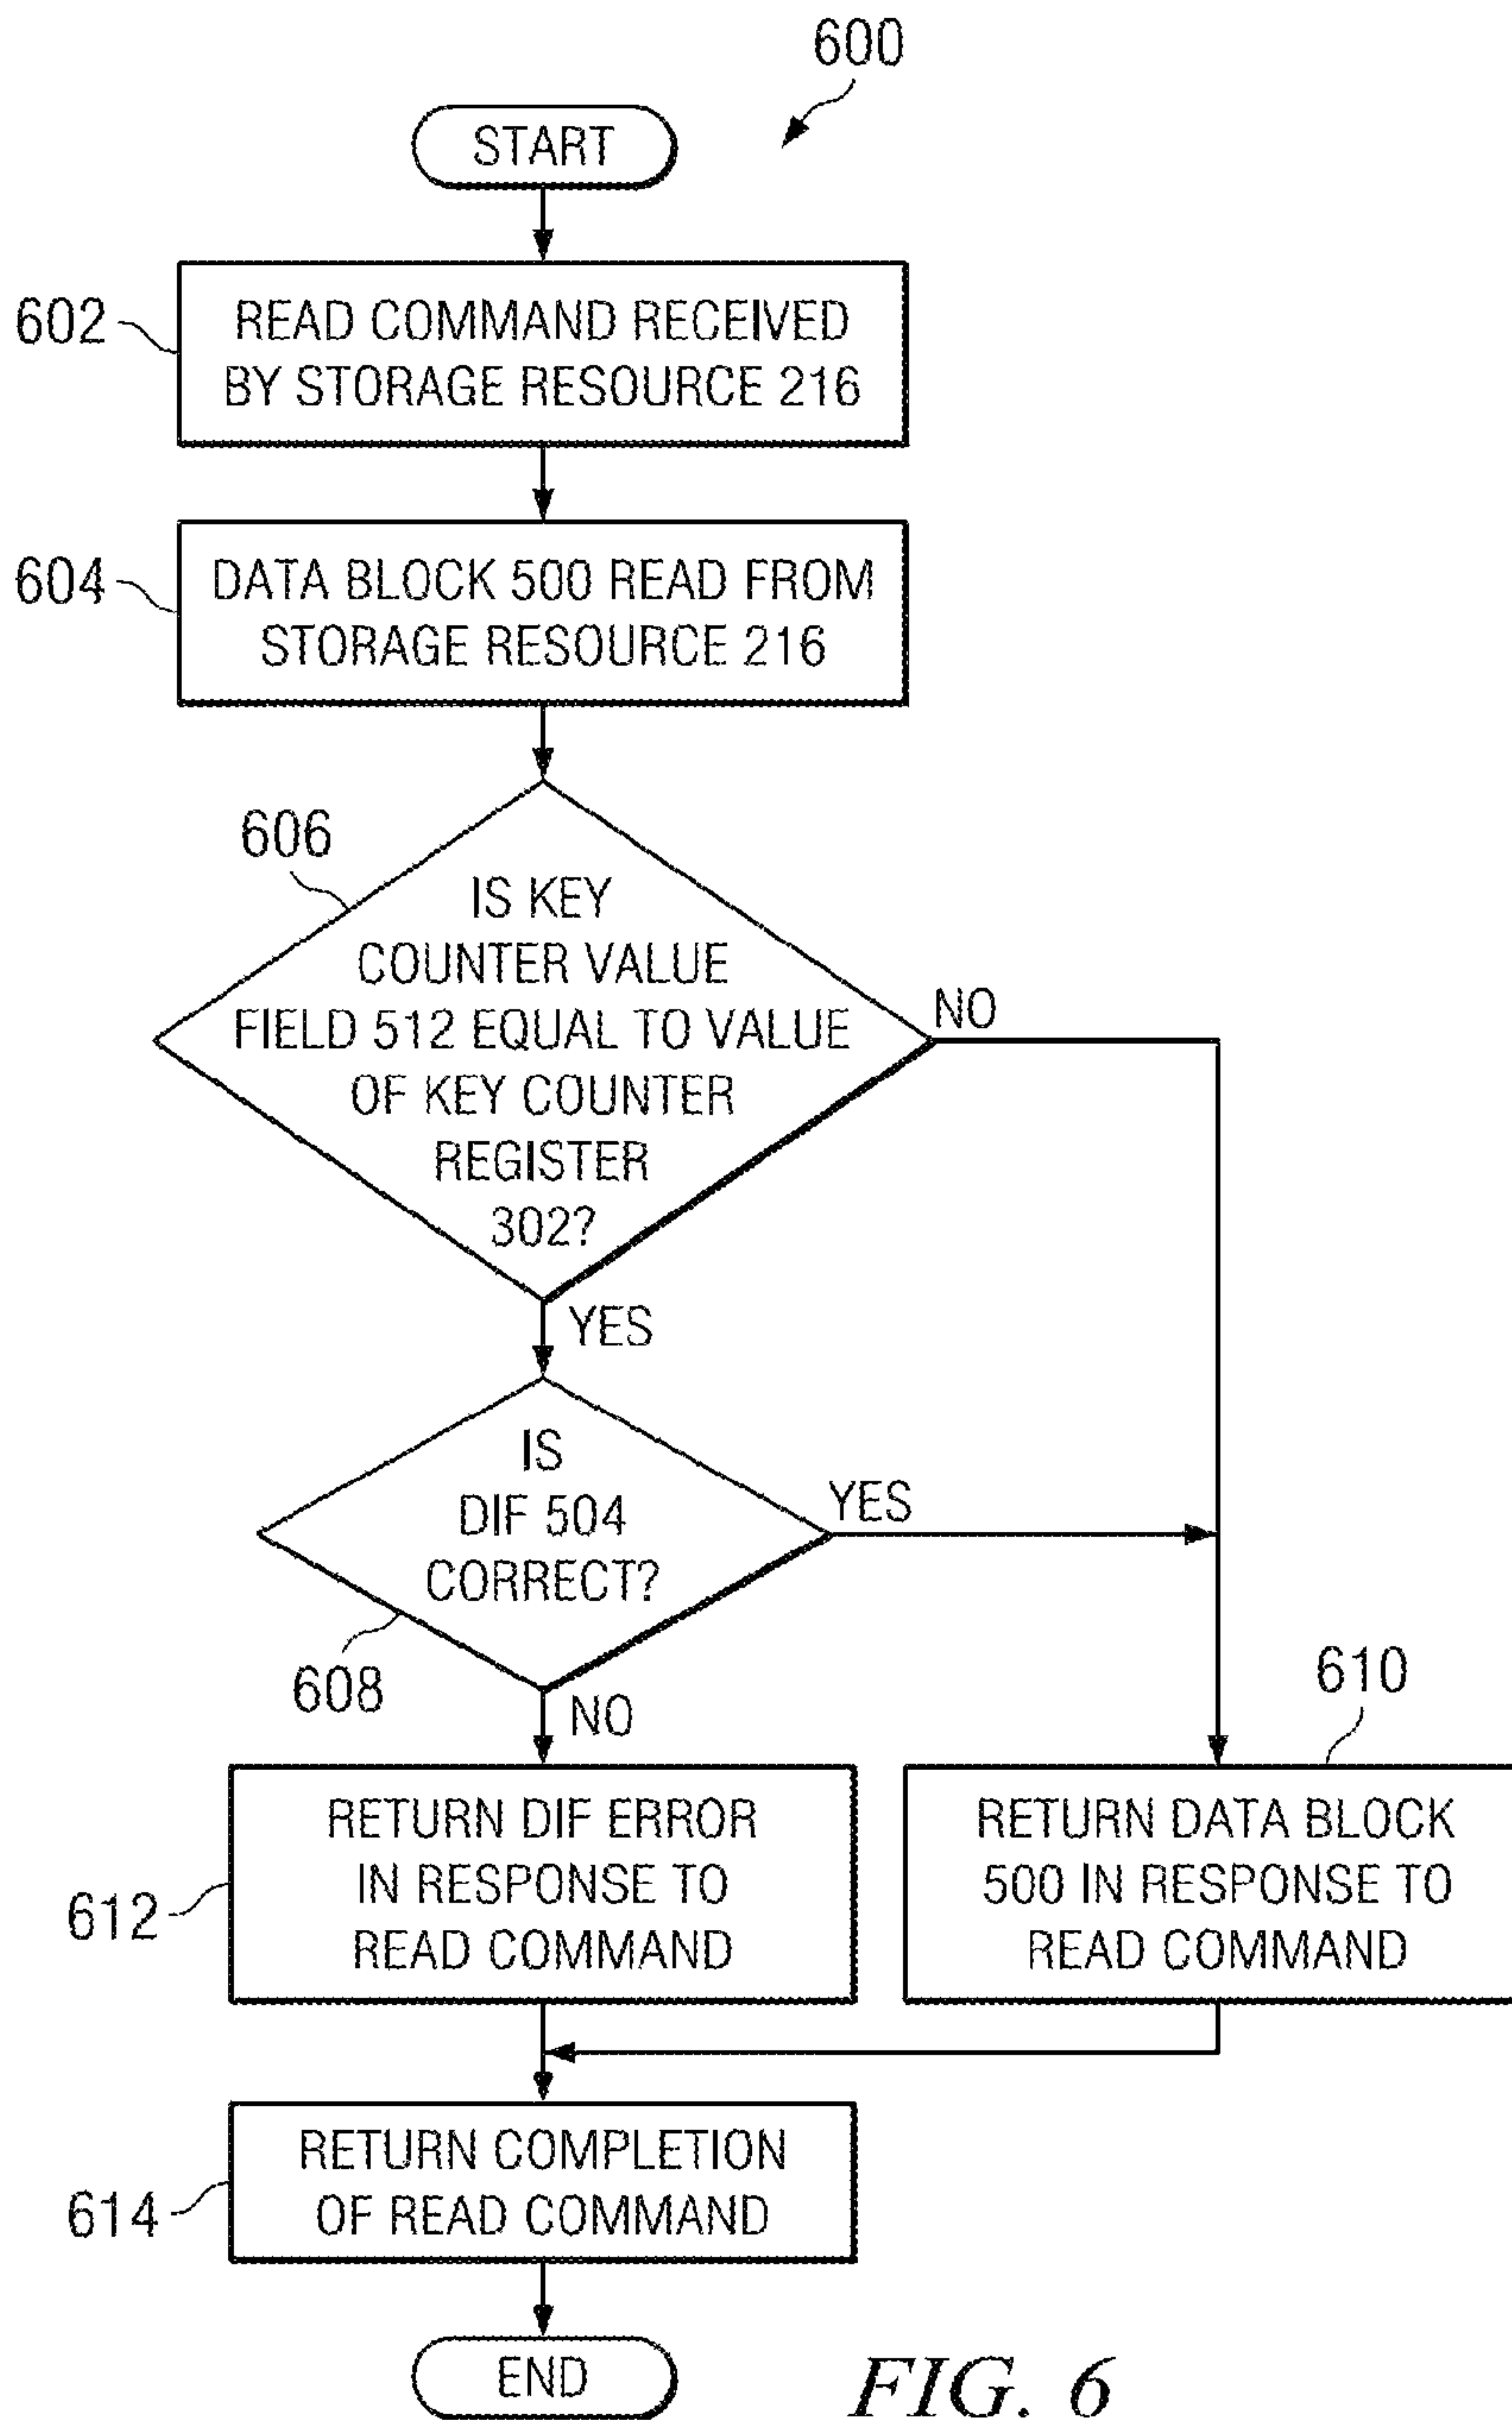 600
START
602
READ COMMAND RECEIVED
BY STORAGE RESOURCE 216
604
DATA BLOCK 500 READ FROM
STORAGE RESOURCE 216
606
IS KEY
COUNTER VALUE
FIELD 512 EQUAL TO VALUE
OF KEY COUNTER
REGISTER
302?
NO
YES
IS
DIF 504
CORRECT?
YES
608
NO
610
612
RETURN DIF ERROR
IN RESPONSE TO
READ COMMAND
RETURN DATA BLOCK
500 IN RESPONSE TO
READ COMMAND
614
RETURN COMPLETION
OF READ COMMAND
END
FIG. 6